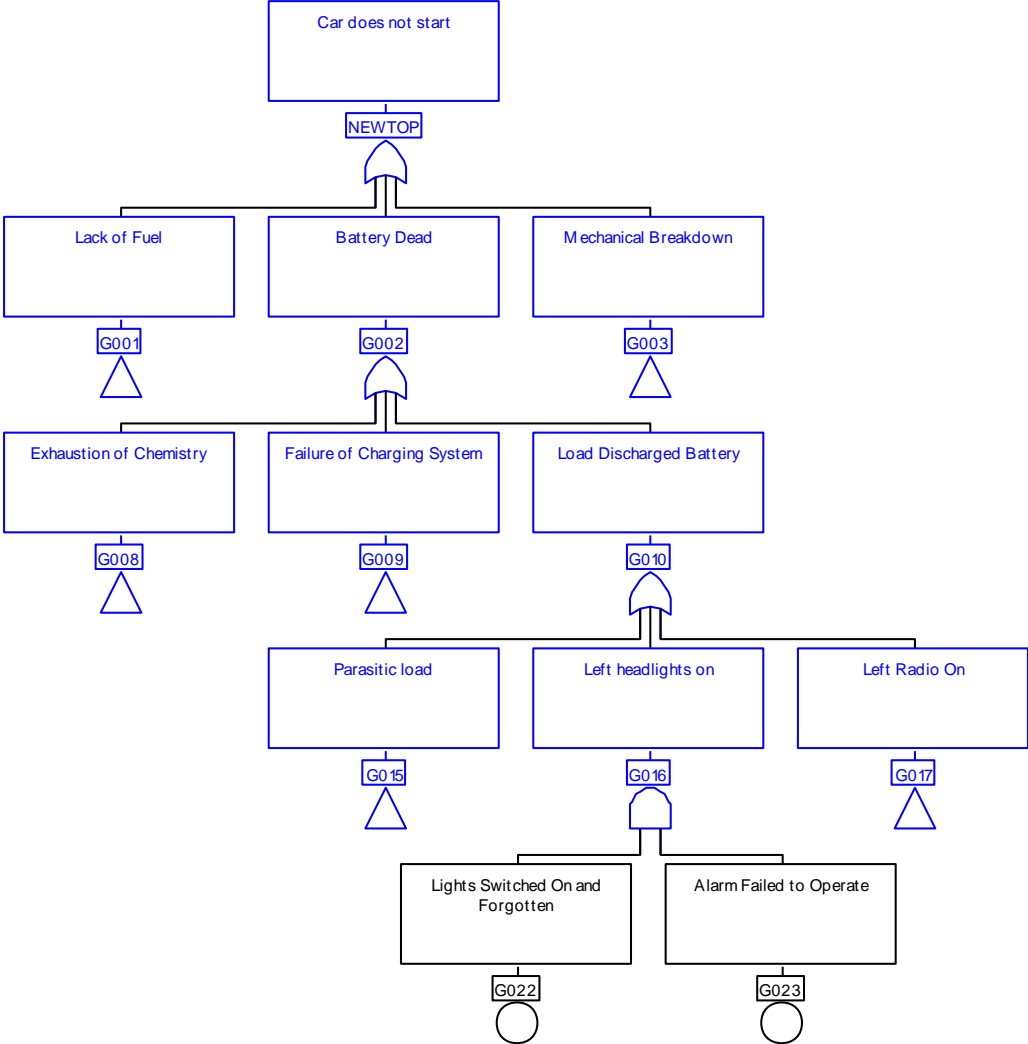 Car does not start
NEWTOP
Lack of Fuel
Battery Dead
Mechanical Breakdown
G001
G002
G003
Exhaustion of Chemistry
Failure of Charging System
Load Discharged Battery
G008
G009
G010
Parasitic load
Left headlights on
Left Radio On
G015
G016
G017
Lights Switched On and
Forgotten
Alarm Failed to Operate
G022
G023